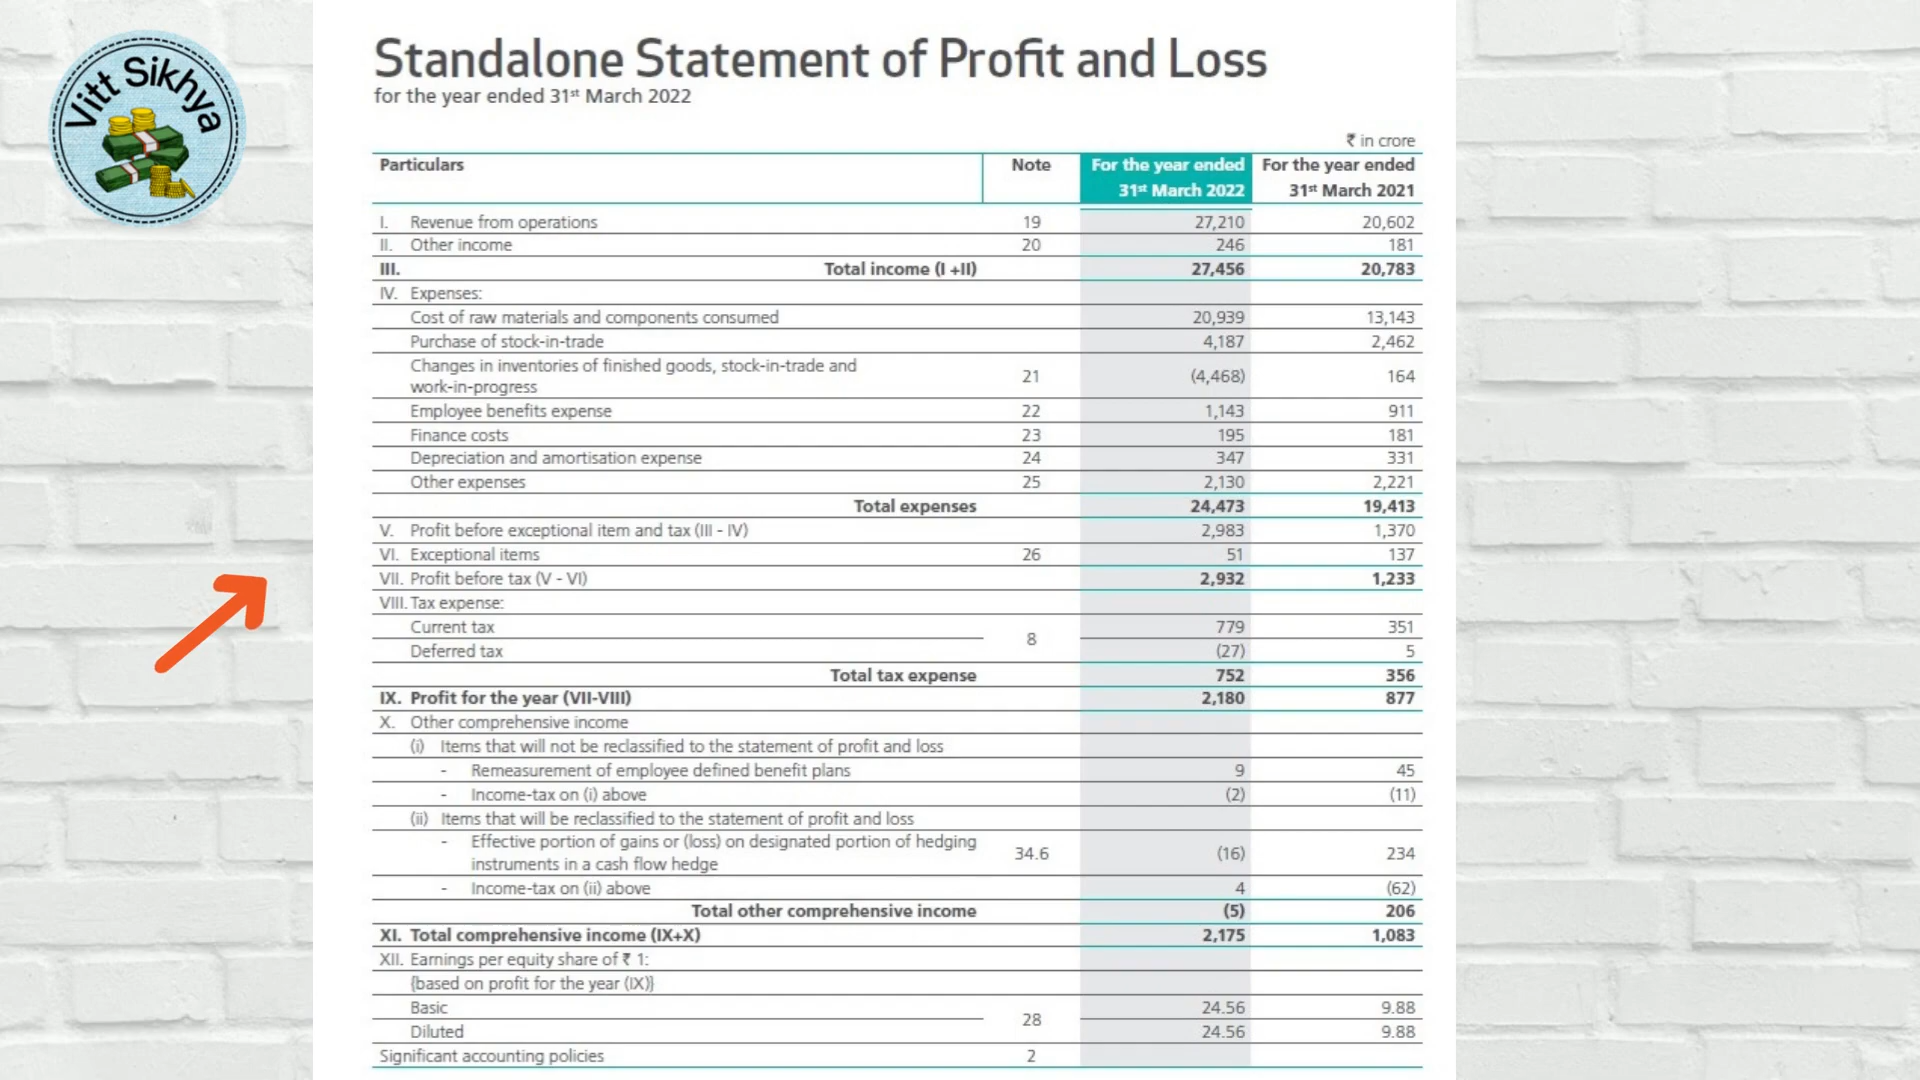 Vitt Sikhya
Standalone Statement of Profit and Loss
for the year ended 31st March 2022
₹ in crore
Particulars Note For the year ended 31st March 2022 For the year ended 31st March 2021
I. Revenue from operations 19 27,210 20,602
II. Other income 20 246 181
III. Total income (I +II) 27,456 20,783
IV. Expenses:
Cost of raw materials and components consumed 20,939 13,143
Purchase of stock-in-trade 4,187 2,462
Changes in inventories of finished goods, stock-in-trade and
work-in-progress 21 (4,468) 164
Employee benefits expense 22 1,143 911
Finance costs 23 195 181
Depreciation and amortisation expense 24 347 331
Other expenses 25 2,130 2,221
Total expenses 24,473 19,413
V. Profit before exceptional item and tax (III - IV) 2,983 1,370
VI. Exceptional items 26 51 137
VII. Profit before tax (V - VI) 2,932 1,233
VIII. Tax expense:
Current tax 8 779 351
Deferred tax (27) 5
Total tax expense 752 356
IX. Profit for the year (VII-VIII) 2,180 877
X. Other comprehensive income
(i) Items that will not be reclassified to the statement of profit and loss
- Remeasurement of employee defined benefit plans 9 45
- Income-tax on (i) above (2) (11)
(ii) Items that will be reclassified to the statement of profit and loss
- Effective portion of gains or (loss) on designated portion of hedging
instruments in a cash flow hedge 34.6 (16) 234
- Income-tax on (ii) above 4 (62)
Total other comprehensive income (5) 206
XI. Total comprehensive income (IX+X) 2,175 1,083
XII. Earnings per equity share of ₹ 1:
{based on profit for the year (IX)}
Basic 28 24.56 9.88
Diluted 24.56 9.88
Significant accounting policies 2